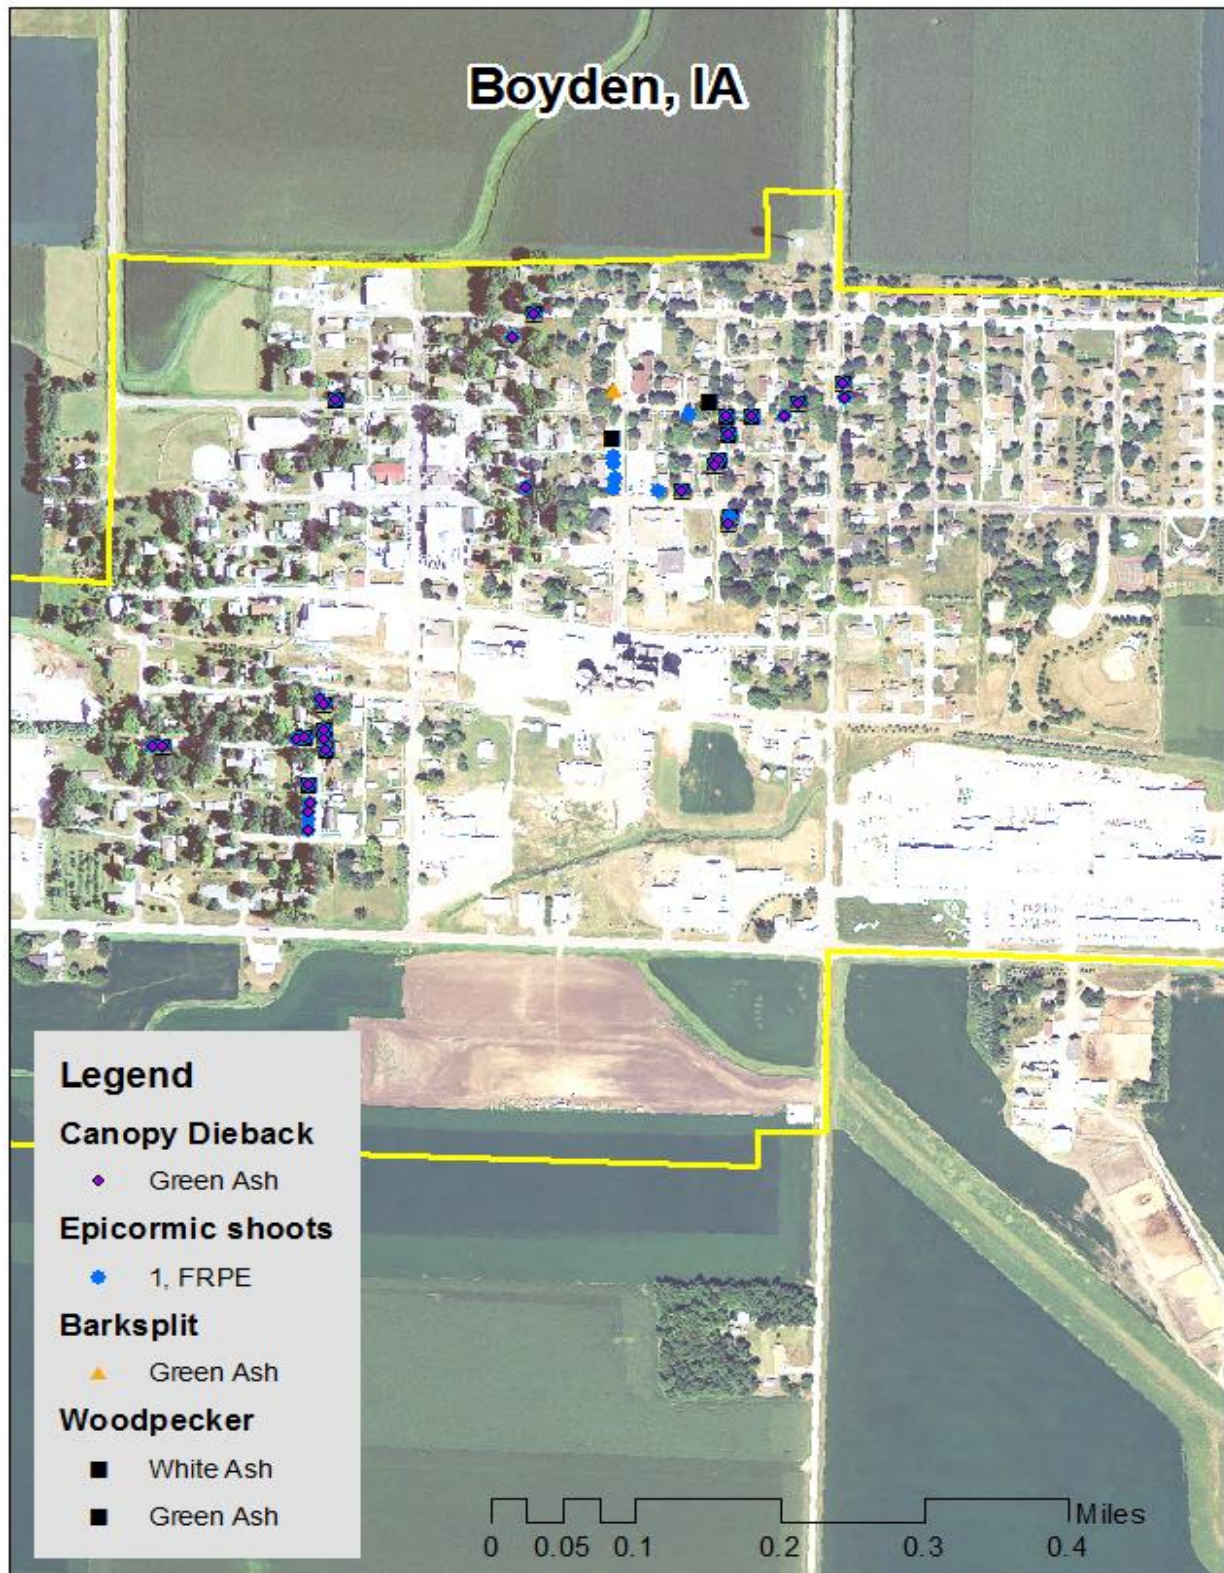 Boyden, IA
Legend
Canopy Dieback
Green Ash
Epicormic shoots
1, FRPE
Barksplit
Green Ash
Woodpecker
White Ash
Green Ash
Miles
0 0.05 0.1 0.2 0.3 0.4